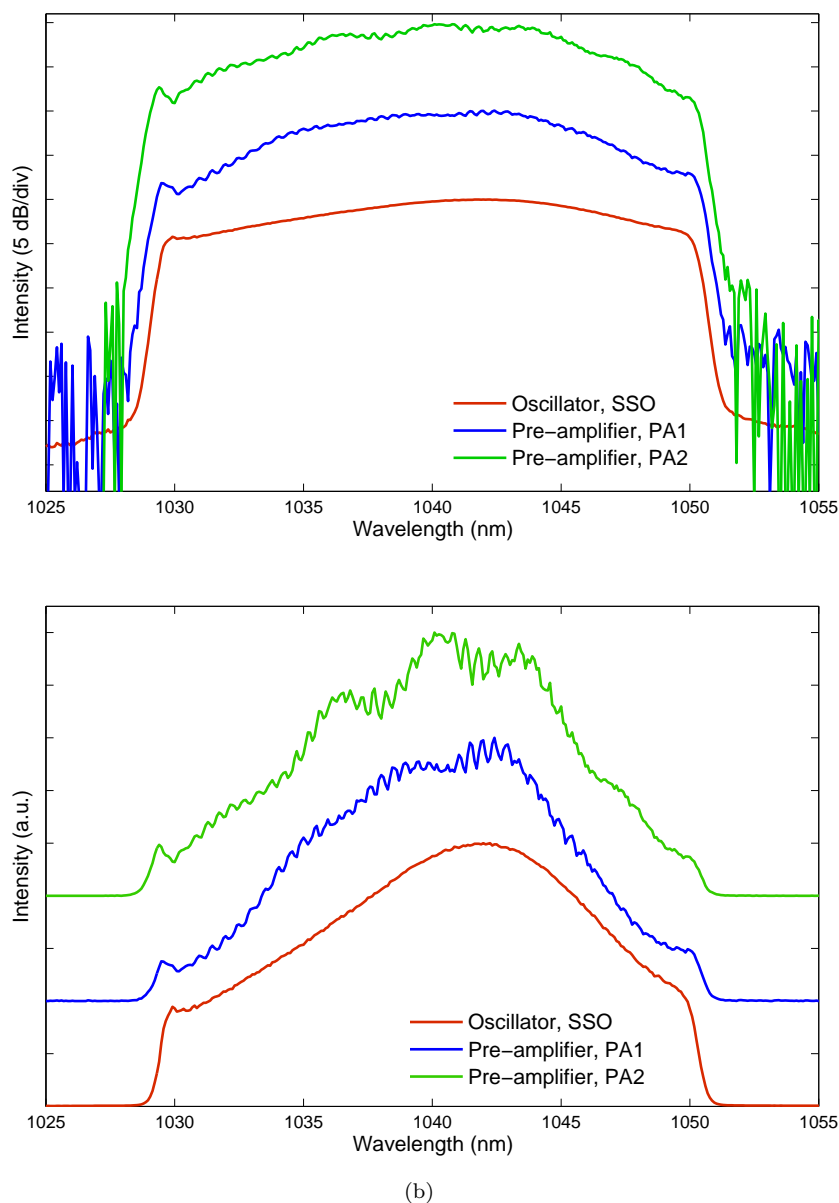 Intensity (5 dB/div)
Oscillator, SSO
Pre−amplifier, PA1
Pre−amplifier, PA2
1025 1030 1035 1040 1045 1050 1055
Wavelength (nm)
Intensity (a.u.)
Oscillator, SSO
Pre−amplifier, PA1
Pre−amplifier, PA2
1025 1030 1035 1040 1045 1050 1055
Wavelength (nm)
(b)